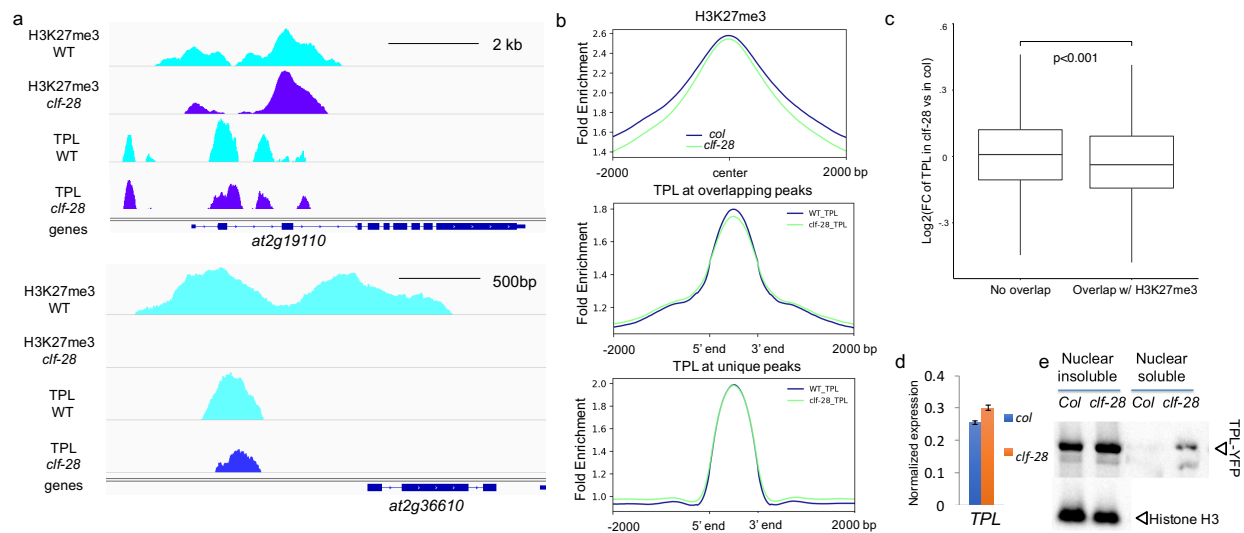 a
H3K27me3
WT
2 kb
H3K27me3
clf-28
TPL
WT
TPL
clf-28
genes
at2g19110
H3K27me3
WT
500bp
H3K27me3
clf-28
TPL
WT
TPL
clf-28
genes
at2g36610
b
H3K27me3
Fold Enrichment
2.6
2.4
2.2
2.0
1.8
1.6
1.4
col
clf-28
-2000
center
2000 bp
TPL at overlapping peaks
Fold Enrichment
1.8
1.6
1.4
1.2
WT_TPL
clf-28_TPL
-2000
5' end
3' end
2000 bp
TPL at unique peaks
Fold Enrichment
2.0
1.8
1.6
1.4
1.2
1.0
WT_TPL
clf-28_TPL
-2000
5' end
3' end
2000 bp
c
Log2(FC of TPL in clf-28 vs in col)
.6
.3
0
-.3
p<0.001
No overlap
Overlap w/ H3K27me3
d
Normalized expression
0.4
0.3
0.2
0.1
0
col
clf-28
TPL
e
Nuclear insoluble
Nuclear soluble
Col clf-28
Col clf-28
TPL-YFP
Histone H3